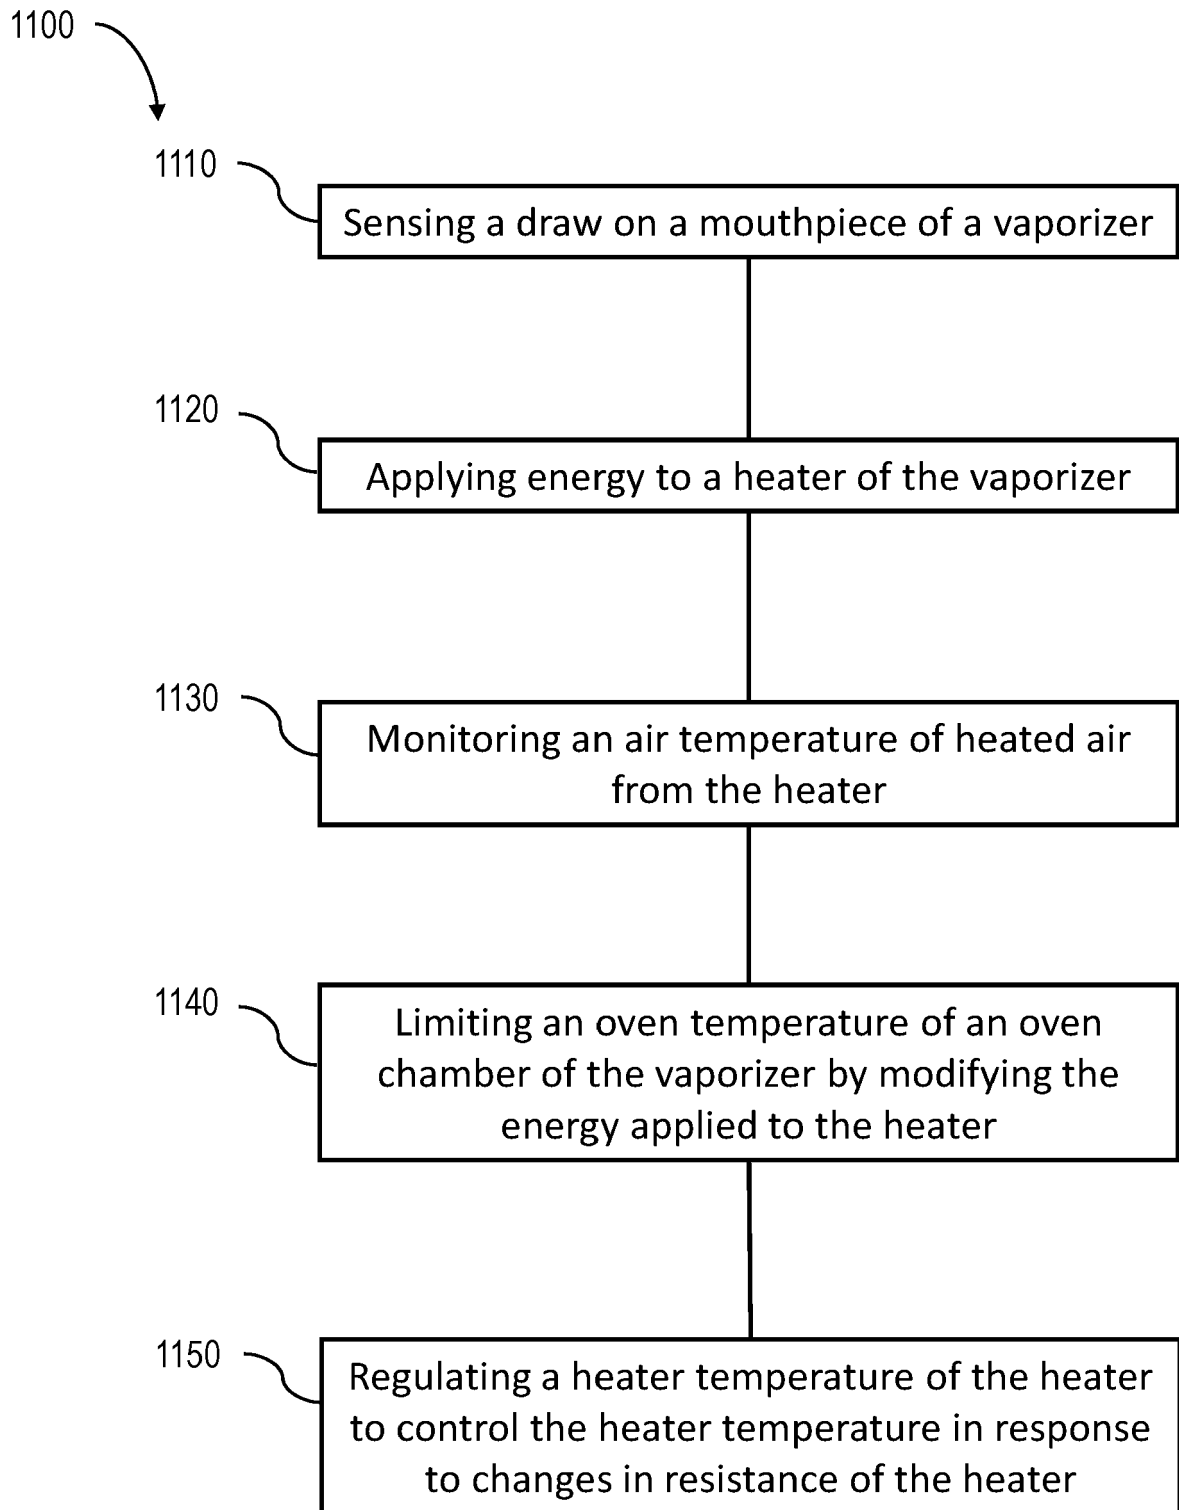 1100
1110
Sensing a draw on a mouthpiece of a vaporizer
1120
Applying energy to a heater of the vaporizer
1130
Monitoring an air temperature of heated air
from the heater
1140
Limiting an oven temperature of an oven
chamber of the vaporizer by modifying the
energy applied to the heater
1150
Regulating a heater temperature of the heater
to control the heater temperature in response
to changes in resistance of the heater